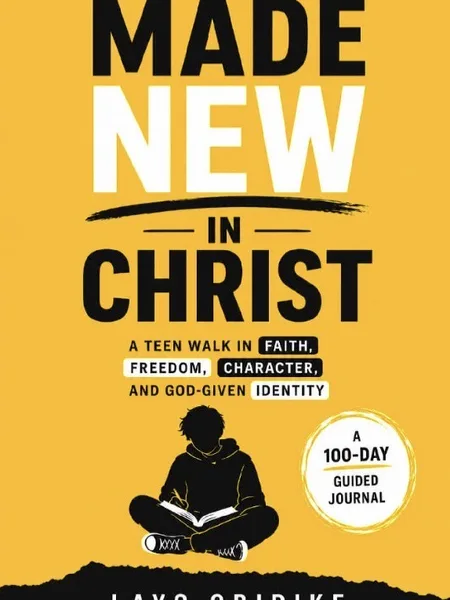 MADE
NEW
IN
CHRIST
A TEEN WALK IN FAITH,
FREEDOM, CHARACTER,
AND GOD-GIVEN IDENTITY
A
100-DAY
GUIDED
JOURNAL